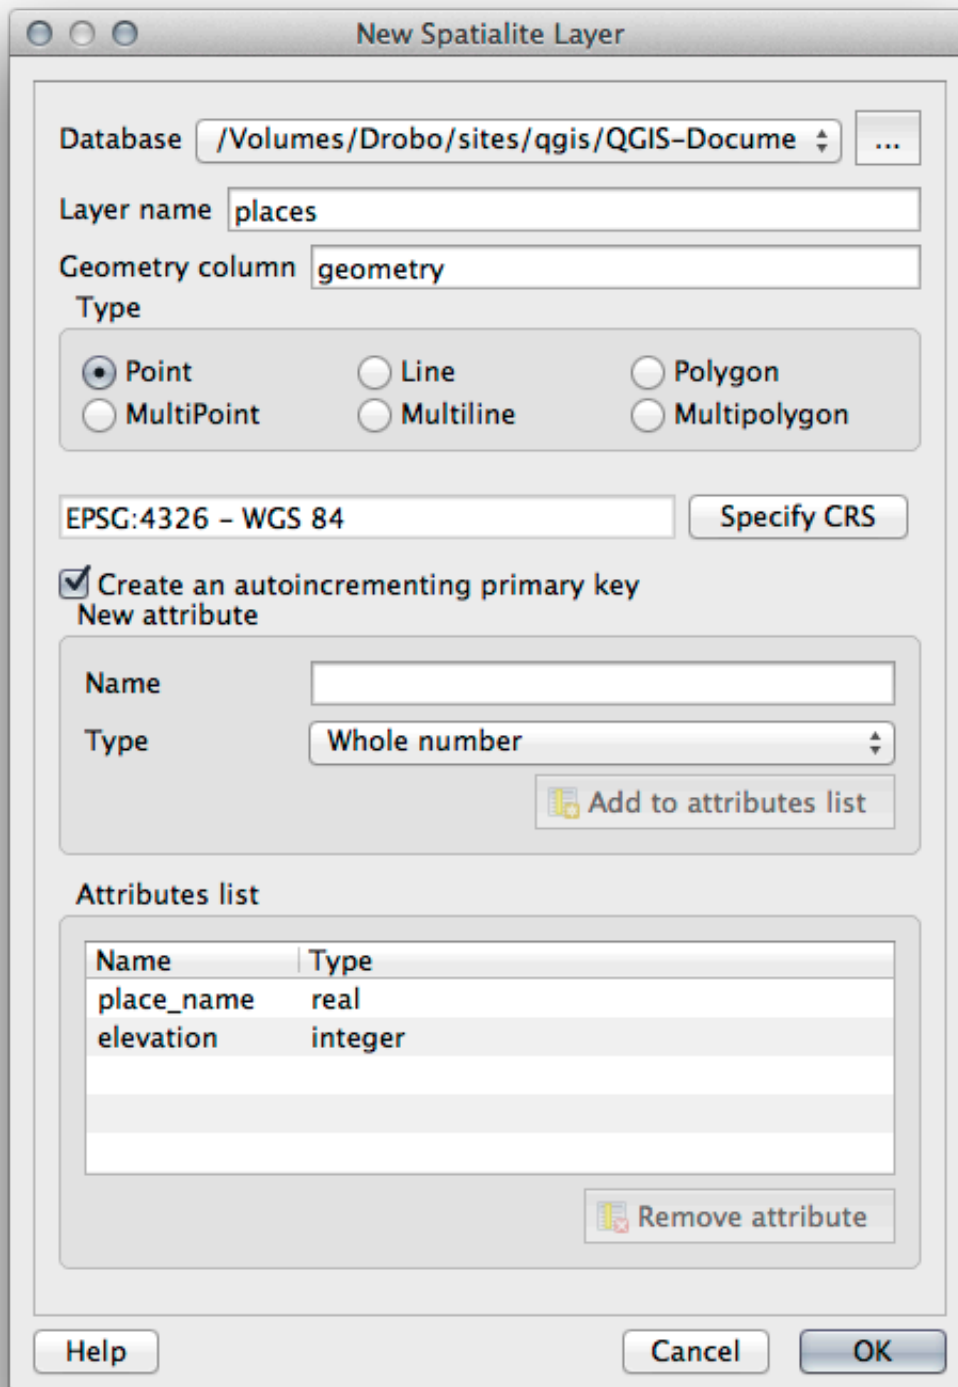 New Spatialite Layer
Database /Volumes/Drobo/sites/qgis/QGIS-Docume ...
Layer name places
Geometry column geometry
Type
Point Line Polygon
MultiPoint Multiline Multipolygon
EPSG:4326 – WGS 84 Specify CRS
Create an autoincrementing primary key
New attribute
Name
Type Whole number
Add to attributes list
Attributes list
Name Type
place_name real
elevation integer
Remove attribute
Help Cancel OK